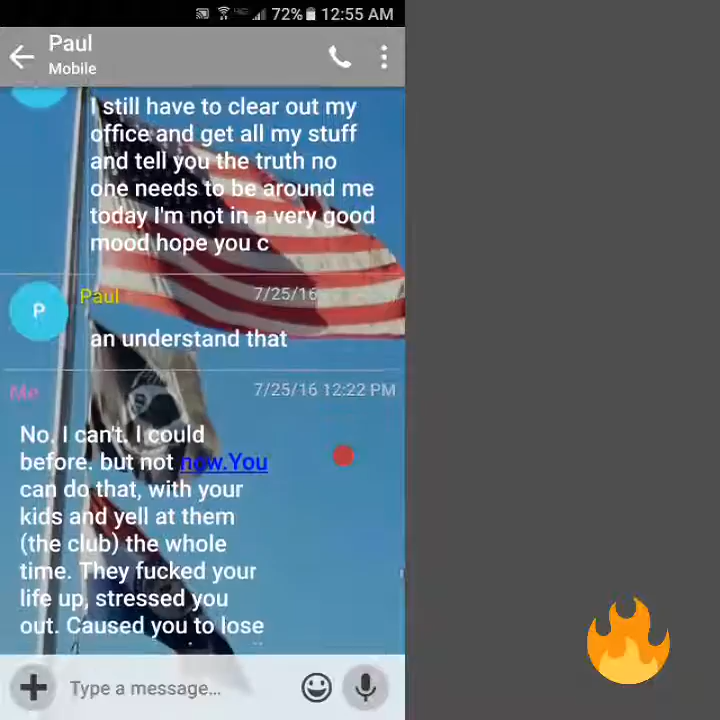 72% 12:55 AM
Paul
Mobile
I still have to clear out my
office and get all my stuff
and tell you the truth no
one needs to be around me
today I'm not in a very good
mood hope you c
Paul 7/25/16
P
an understand that
Me 7/25/16 12:22 PM
No. I can't. I could
before. but not now.You
can do that, with your
kids and yell at them
(the club) the whole
time. They fucked your
life up, stressed you
out. Caused you to lose
Type a message...